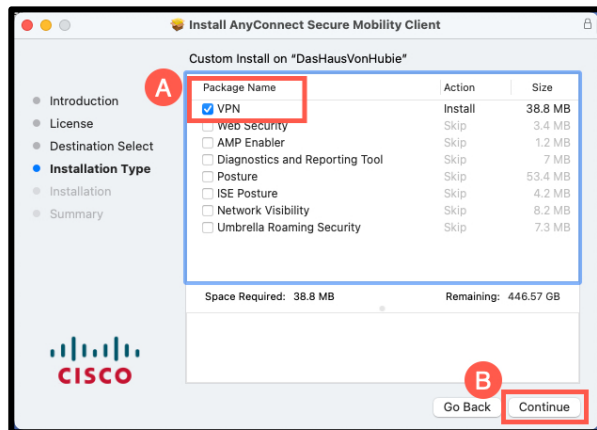 Install AnyConnect Secure Mobility Client
Custom Install on “DasHausVonHubie”
A
Package Name Action Size
VPN Install 38.8 MB
Web Security Skip 3.4 MB
AMP Enabler Skip 1.2 MB
Diagnostics and Reporting Tool Skip 7 MB
Posture Skip 53.4 MB
ISE Posture Skip 4.2 MB
Network Visibility Skip 8.2 MB
Umbrella Roaming Security Skip 7.3 MB
Introduction
License
Destination Select
Installation Type
Installation
Summary
Space Required: 38.8 MB Remaining: 446.57 GB
CISCO
B
Go Back Continue